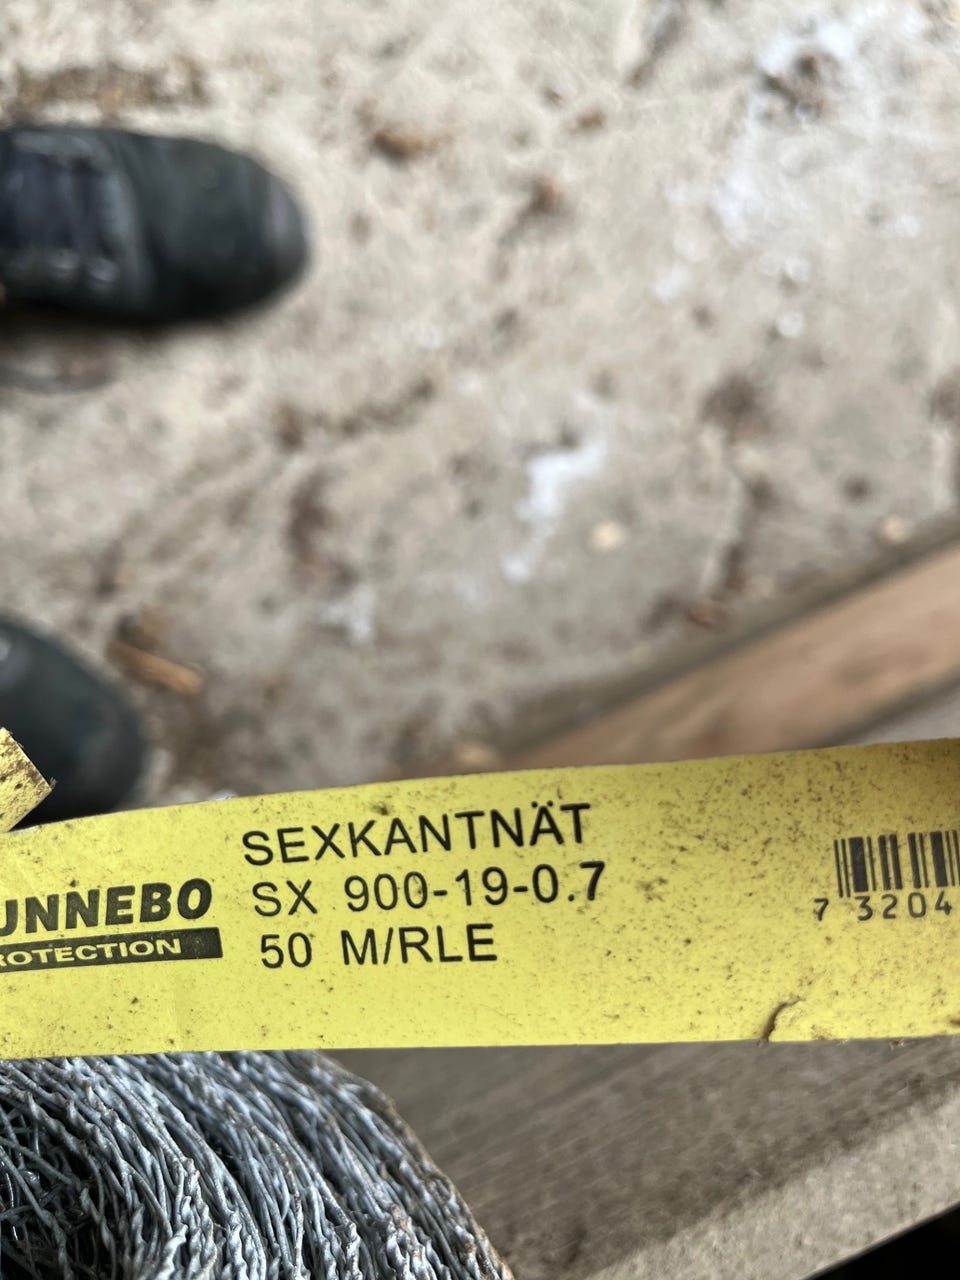 UNNEBO
ROTECTION
SEXKANTNÄT
SX 900-19-0.7
50 M/RLE
7 3204